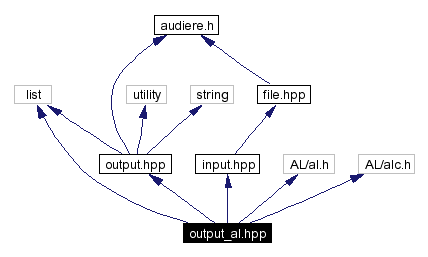 audiere.h
list
utility
string
file.hpp
output.hpp
input.hpp
AL/al.h
AL/alc.h
output_al.hpp